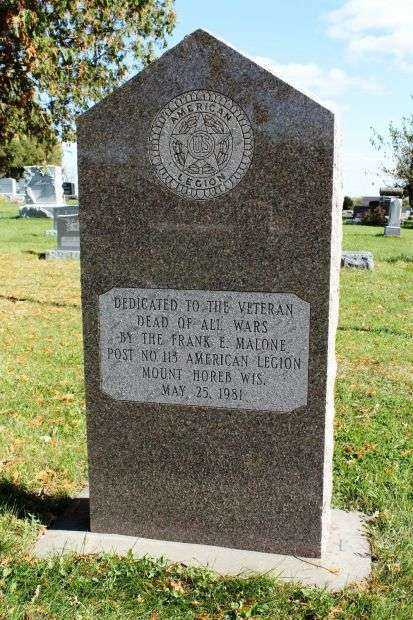 AMERICAN
US
LEGION
DEDICATED TO THE VETERAN
DEAD OF ALL WARS
BY THE FRANK E. MALONE
POST NO. 113 AMERICAN LEGION
MOUNT HOREB WIS.
MAY 25, 1981